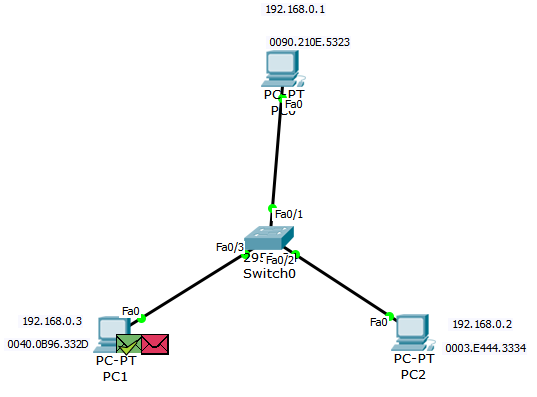 192.168.0.1
0090.210E.5323
PC-PT
Fa0
Fa0/1
Fa0/3
Fa0/2
Switch0
Fa0
192.168.0.3
0040.0B96.332D
PC-PT
PC1
Fa0
192.168.0.2
0003.E444.3334
PC-PT
PC2